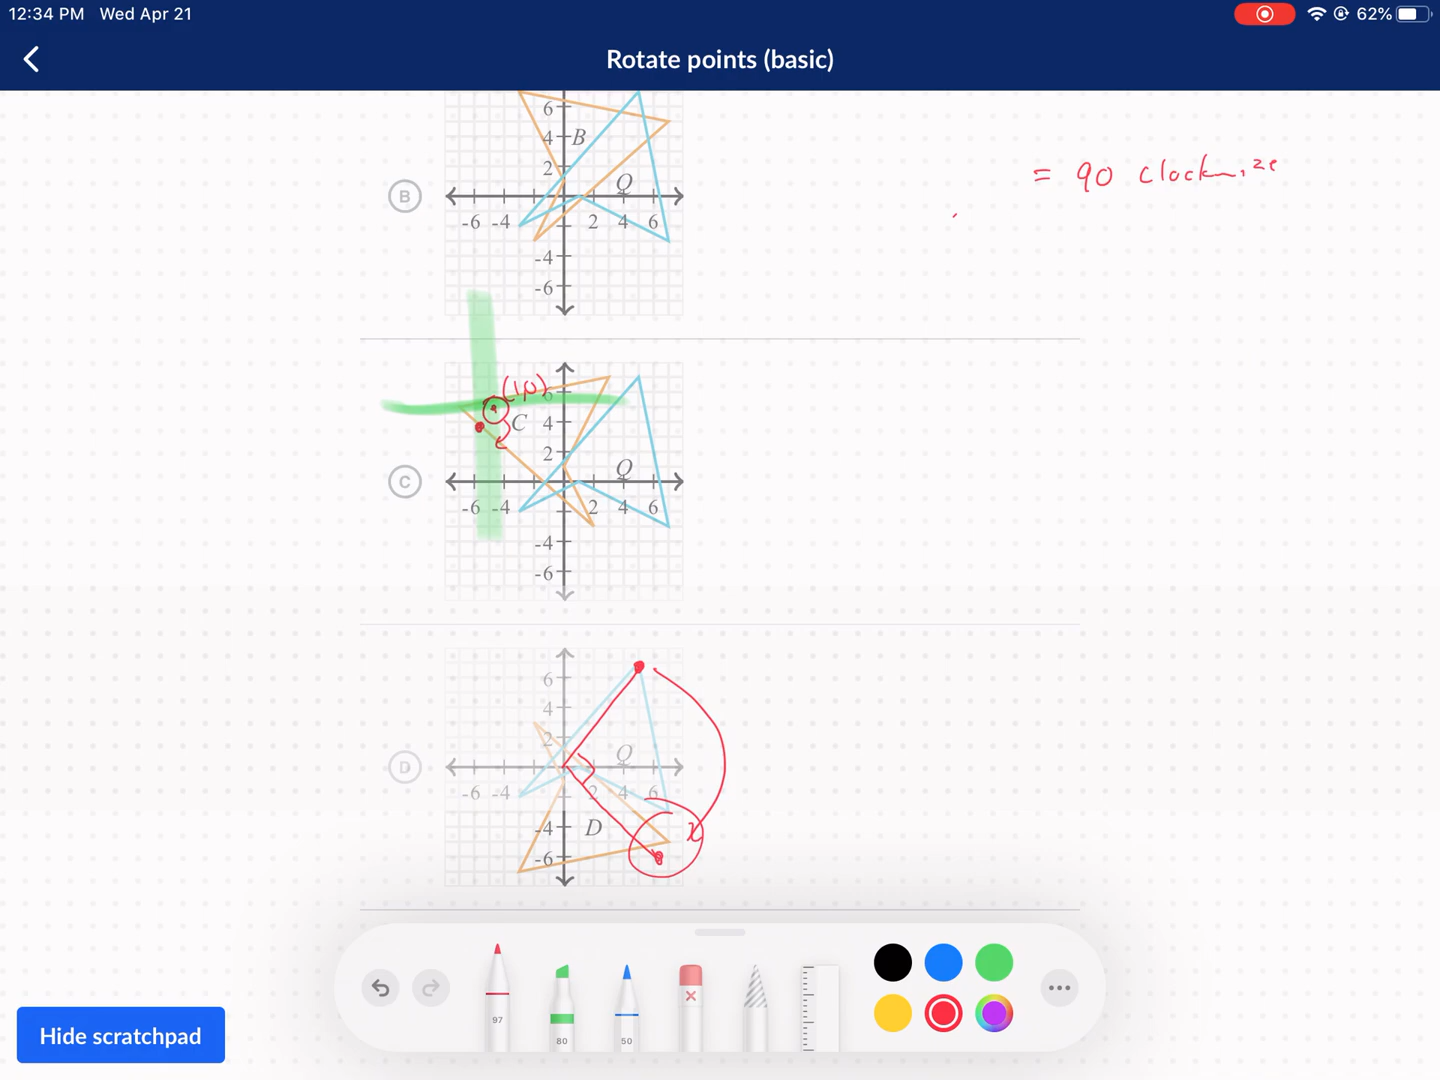 12:34 PM Wed Apr 21
62%
Rotate points (basic)
6
4 B
2
B
Q
-6 -4 2 4 6
-4
-6
= 90 clockwize
(1,0)
6
4 C
2
C
Q
-6 -4 2 4 6
-4
-6
6
4
2
D
Q
-6 -4 2 4 6
-4 D
-6
97 80 50
Hide scratchpad